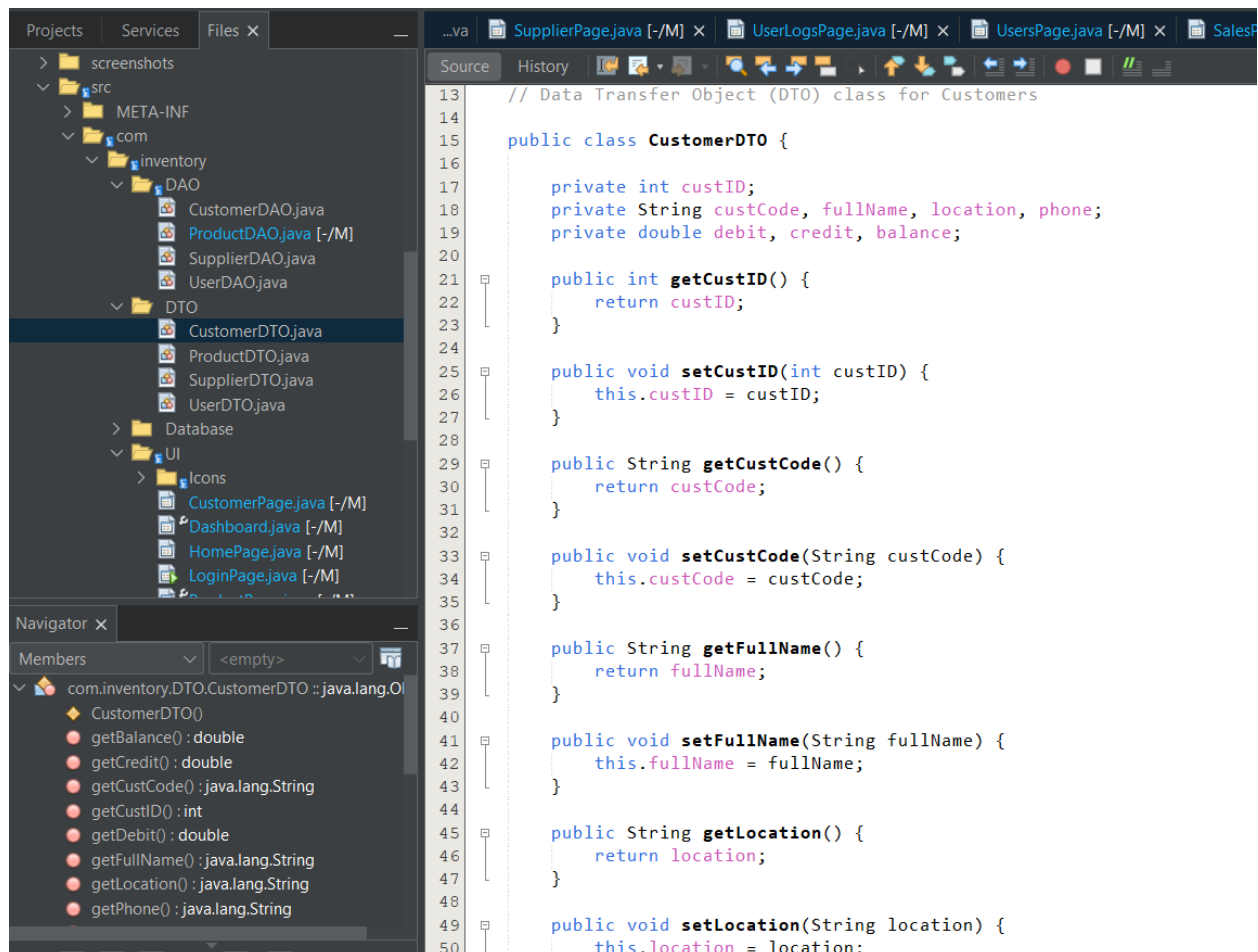 Projects Services Files
screenshots
src
META-INF
com
inventory
DAO
CustomerDAO.java
ProductDAO.java [-/M]
SupplierDAO.java
UserDAO.java
DTO
CustomerDTO.java
ProductDTO.java
SupplierDTO.java
UserDTO.java
Database
UI
Icons
CustomerPage.java [-/M]
Dashboard.java [-/M]
HomePage.java [-/M]
LoginPage.java [-/M]
Navigator
Members <empty>
com.inventory.DTO.CustomerDTO :: java.lang.O
CustomerDTO()
getBalance() : double
getCredit() : double
getCustCode() : java.lang.String
getCustID() : int
getDebit() : double
getFullName() : java.lang.String
getLocation() : java.lang.String
getPhone() : java.lang.String
...va SupplierPage.java [-/M] UserLogsPage.java [-/M] UsersPage.java [-/M] SalesP
Source History
13 // Data Transfer Object (DTO) class for Customers
14
15 public class CustomerDTO {
16
17 private int custID;
18 private String custCode, fullName, location, phone;
19 private double debit, credit, balance;
20
21 public int getCustID() {
22 return custID;
23 }
24
25 public void setCustID(int custID) {
26 this.custID = custID;
27 }
28
29 public String getCustCode() {
30 return custCode;
31 }
32
33 public void setCustCode(String custCode) {
34 this.custCode = custCode;
35 }
36
37 public String getFullName() {
38 return fullName;
39 }
40
41 public void setFullName(String fullName) {
42 this.fullName = fullName;
43 }
44
45 public String getLocation() {
46 return location;
47 }
48
49 public void setLocation(String location) {
50 this.location = location;